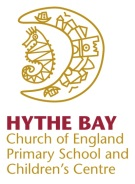 HYTHE BAY
Church of England
Primary School and
Children's Centre